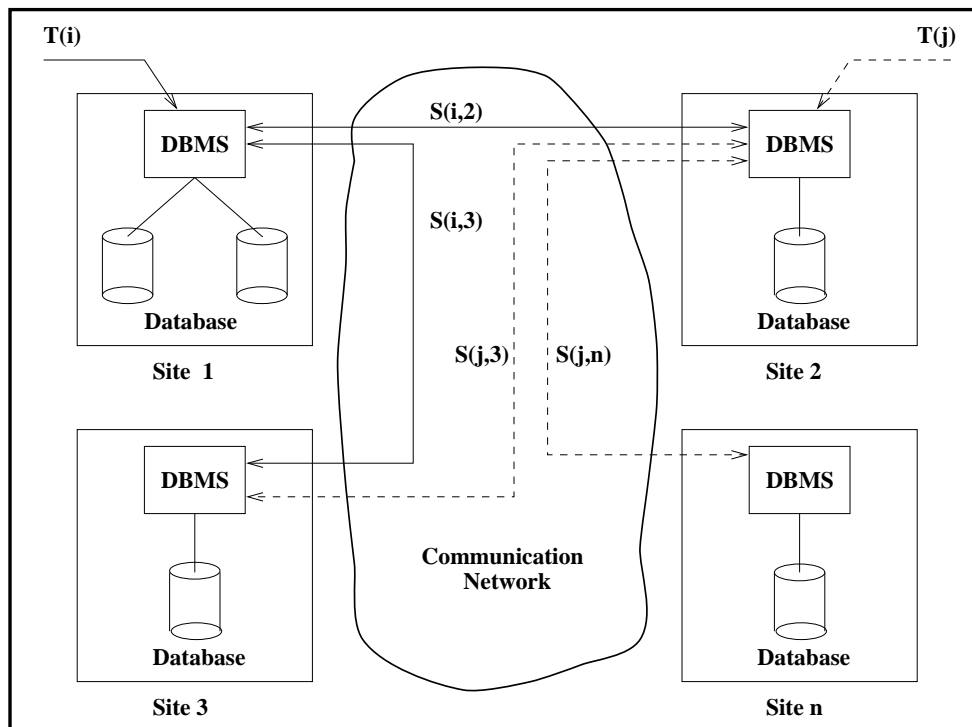 T(i)
T(j)
S(i,2)
DBMS
DBMS
S(i,3)
Database
Database
S(j,3)
S(j,n)
Site 1
Site 2
DBMS
DBMS
Communication
Network
Database
Database
Site 3
Site n